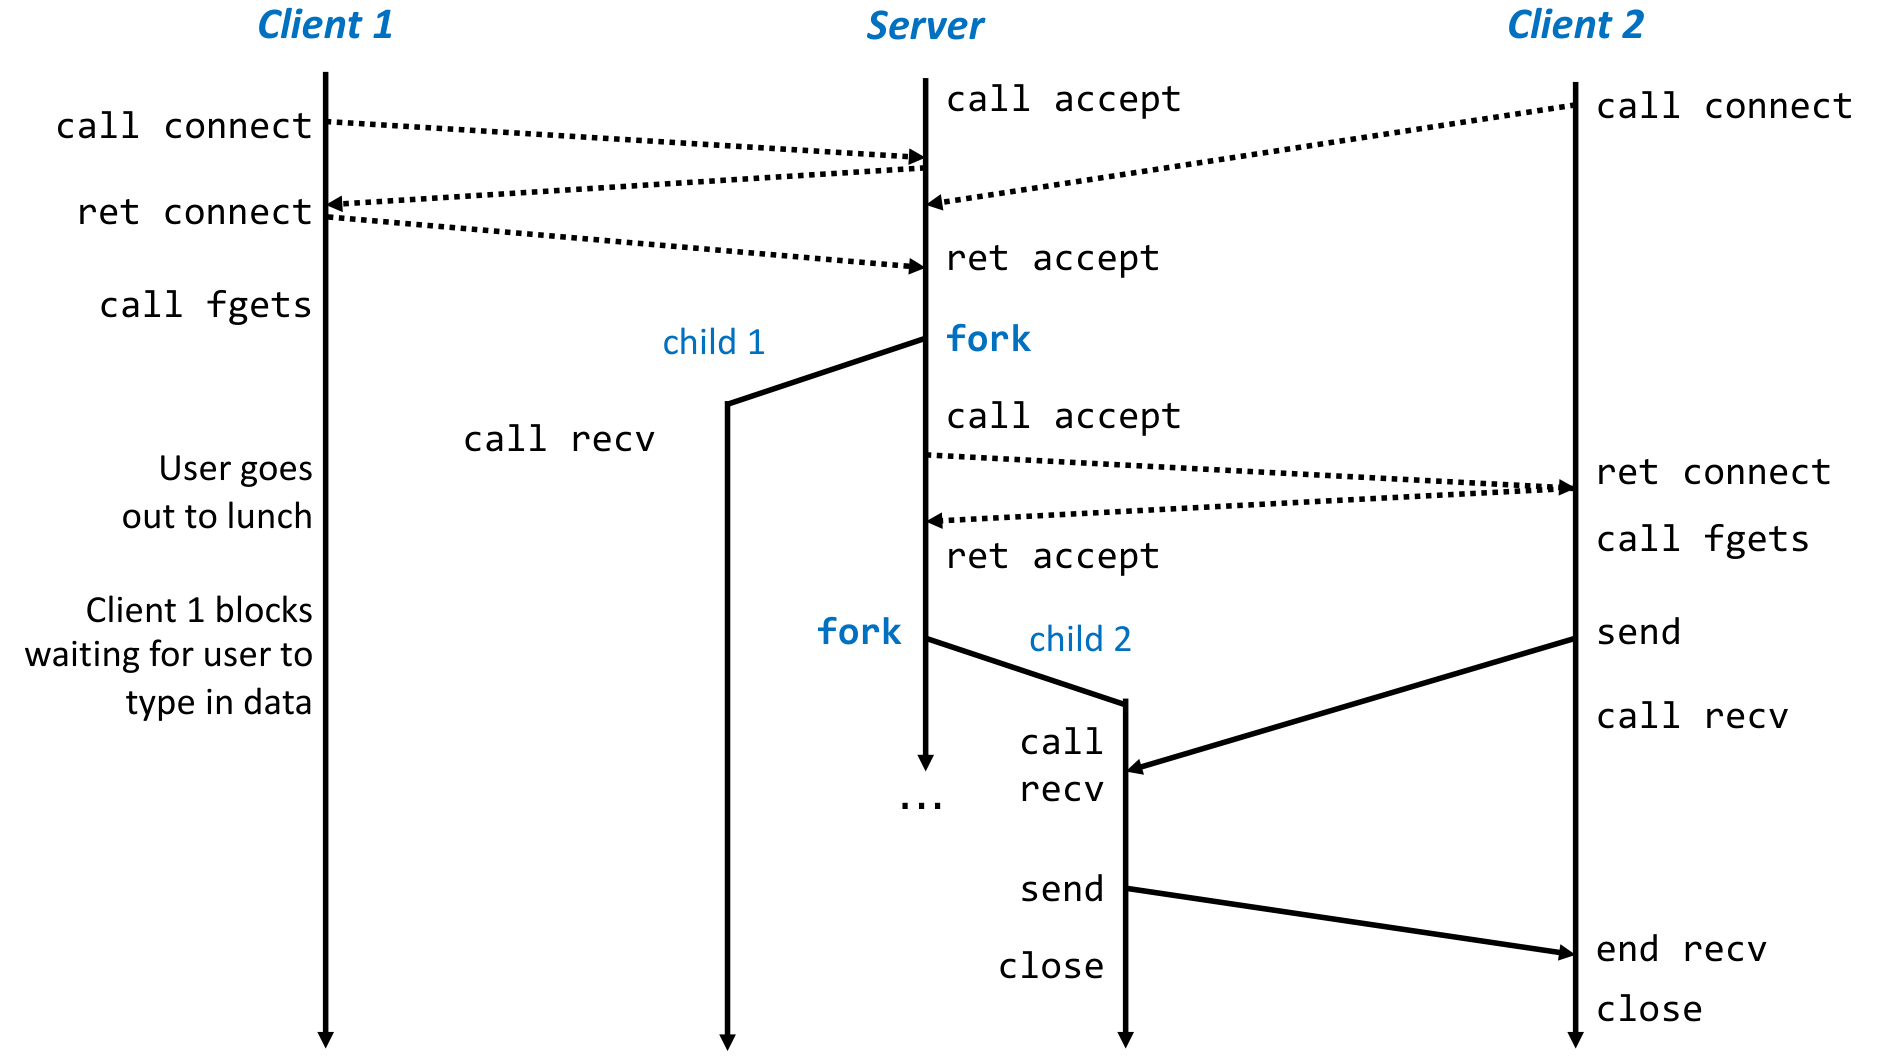 Client 1
Server
Client 2
call connect
ret connect
call fgets
User goes
out to lunch
Client 1 blocks
waiting for user to
type in data
child 1
call recv
call accept
ret accept
fork
call accept
ret accept
fork
...
child 2
call
recv
send
close
call connect
ret connect
call fgets
send
call recv
end recv
close